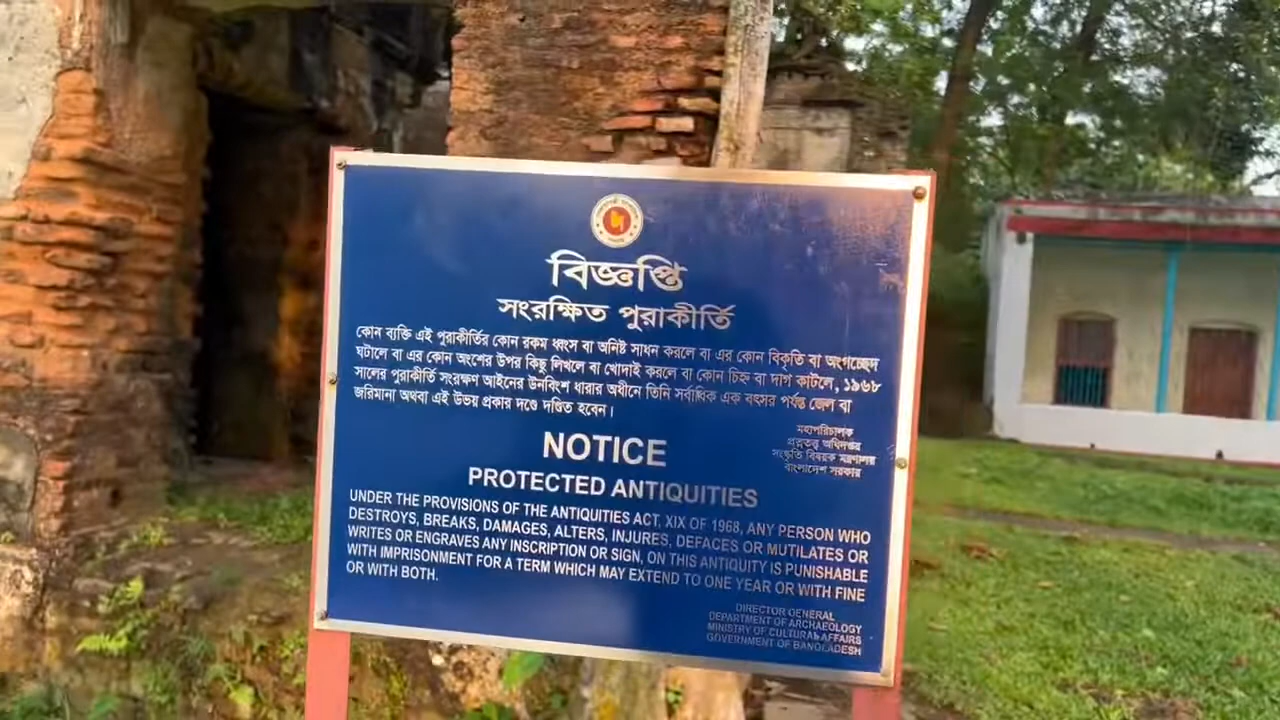 বিজ্ঞপ্তি
সংরক্ষিত পুরাকীর্তি
কোন ব্যক্তি এই পুরাকীর্তির কোন রকম ধ্বংস বা অনিষ্ট সাধন করলে বা এর কোন বিকৃতি বা অংগচ্ছেদ
ঘটালে বা এর কোন অংশের উপর কিছু লিখলে বা খোদাই করলে বা কোন চিহ্ন বা দাগ কাটলে, ১৯৬৮
সালের পুরাকীর্তি সংরক্ষণ আইনের উনবিংশ ধারার অধীনে তিনি সর্বাধিক এক বৎসর পর্যন্ত জেল বা
জরিমানা অথবা এই উভয় প্রকার দণ্ডে দণ্ডিত হবেন।
মহাপরিচালক
প্রত্নতত্ত্ব অধিদপ্তর
সংস্কৃতি বিষয়ক মন্ত্রণালয়
বাংলাদেশ সরকার
NOTICE
PROTECTED ANTIQUITIES
UNDER THE PROVISIONS OF THE ANTIQUITIES ACT, XIX OF 1968, ANY PERSON WHO
DESTROYS, BREAKS, DAMAGES, ALTERS, INJURES, DEFACES OR MUTILATES OR
WRITES OR ENGRAVES ANY INSCRIPTION OR SIGN, ON THIS ANTIQUITY IS PUNISHABLE
WITH IMPRISONMENT FOR A TERM WHICH MAY EXTEND TO ONE YEAR OR WITH FINE
OR WITH BOTH.
DIRECTOR GENERAL
DEPARTMENT OF ARCHAEOLOGY
MINISTRY OF CULTURAL AFFAIRS
GOVERNMENT OF BANGLADESH